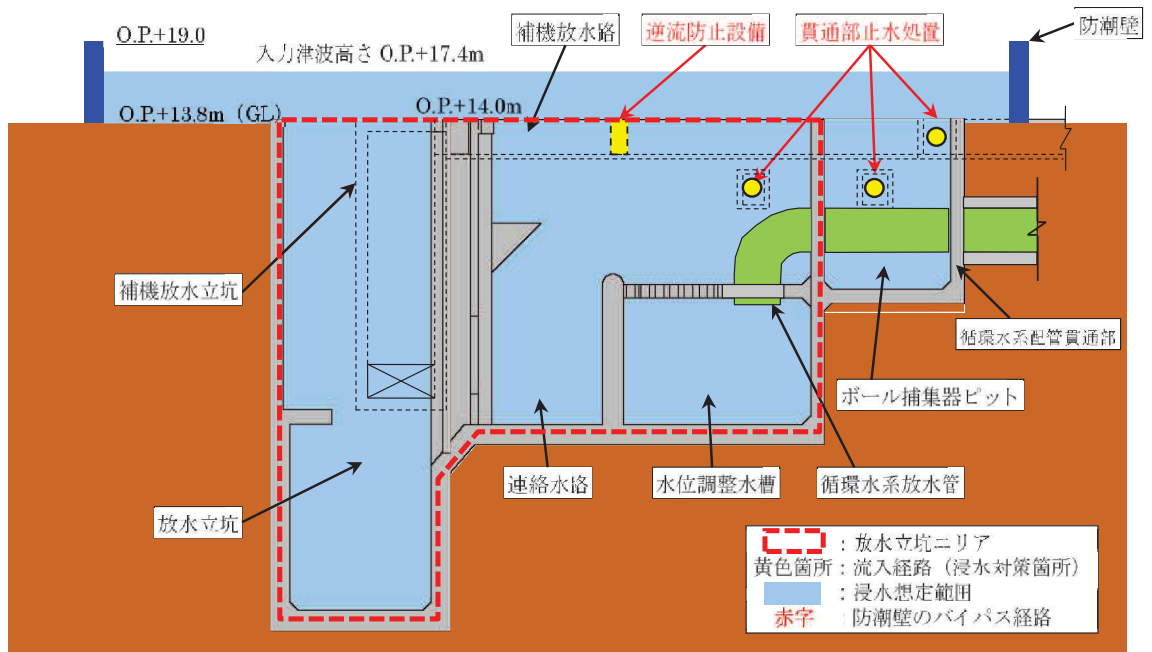 O.P.+19.0
補機放水路
逆流防止設備
貫通部止水処置
防潮壁
入力津波高さ O.P.+17.4m
O.P.+13.8m (GL)
O.P.+14.0m
補機放水立坑
循環水系配管貫通部
ボール捕集器ピット
連絡水路
水位調整水槽
循環水系放水管
放水立坑
：放水立坑エリア
黄色箇所：流入経路（浸水対策箇所）
：浸水想定範囲
赤字：防潮壁のバイパス経路